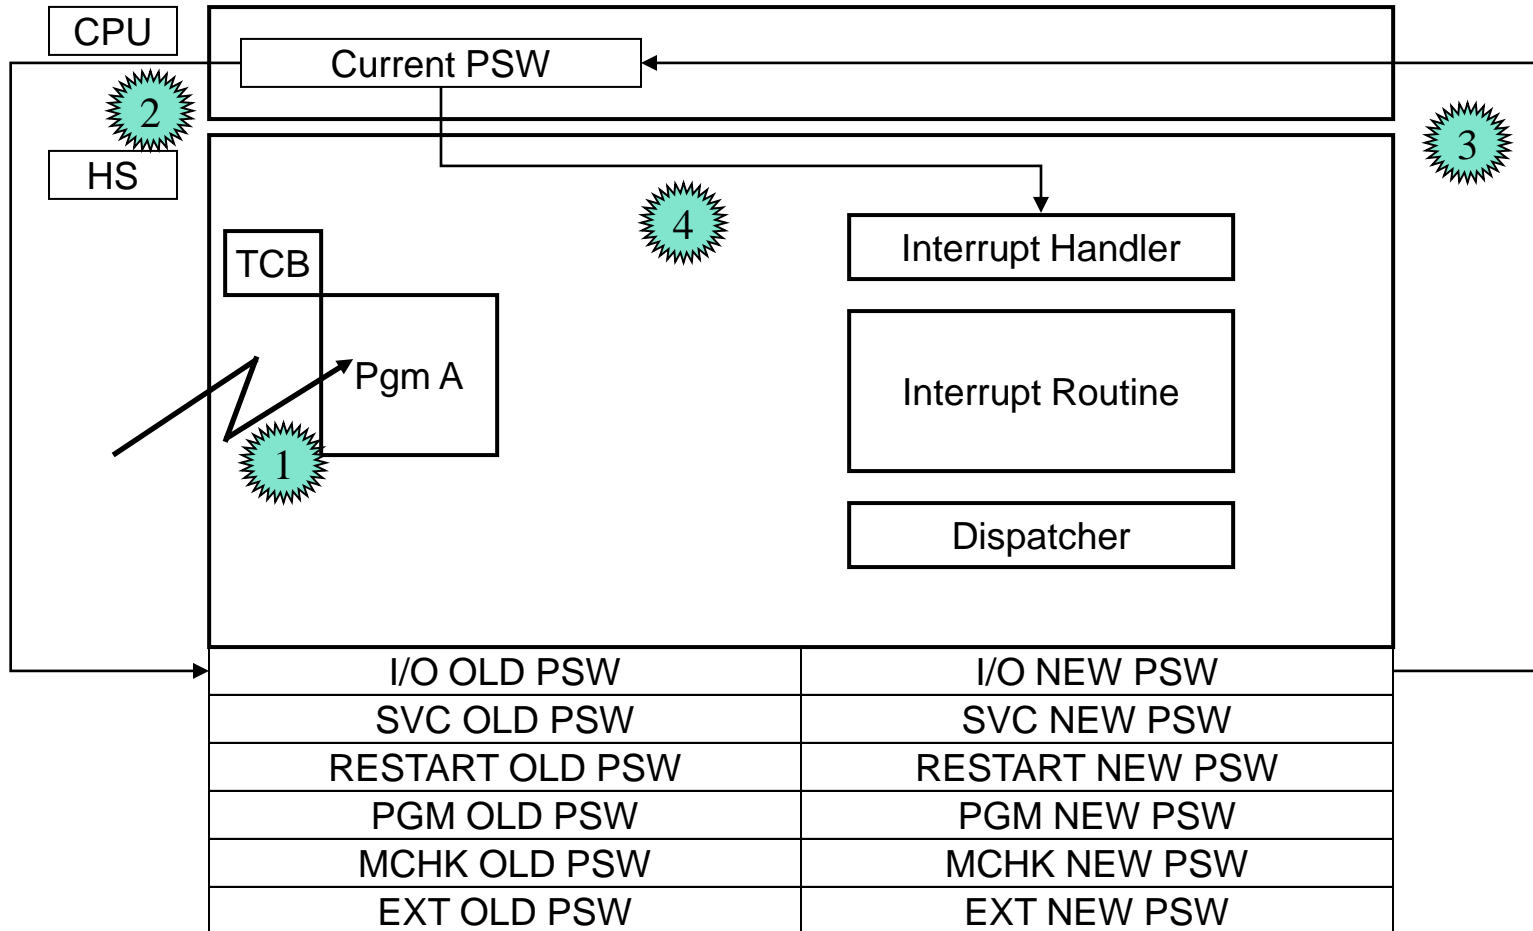 CPU
Current PSW
2
3
HS
4
Interrupt Handler
TCB
Pgm A
Interrupt Routine
1
Dispatcher
I/O OLD PSW
I/O NEW PSW
SVC OLD PSW
SVC NEW PSW
RESTART OLD PSW
RESTART NEW PSW
PGM OLD PSW
PGM NEW PSW
MCHK OLD PSW
MCHK NEW PSW
EXT OLD PSW
EXT NEW PSW